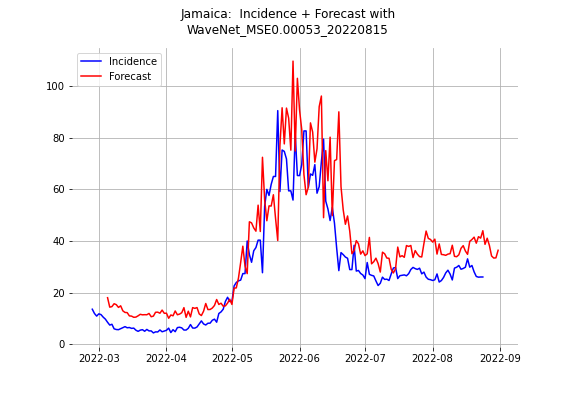 Jamaica:  Incidence + Forecast with
WaveNet_MSE0.00053_20220815
Incidence
Forecast
100
80
60
40
20
0
2022-03 2022-04 2022-05 2022-06 2022-07 2022-08 2022-09